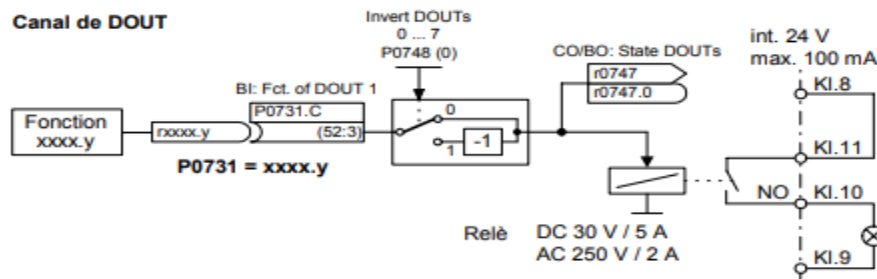 Canal de DOUT
Invert DOUTs
0 ... 7
P0748 (0)
CO/BO: State DOUTs
r0747
r0747.0
int. 24 V
max. 100 mA
Kl.8
BI: Fct. of DOUT 1
P0731.C
(52:3)
Fonction
xxxx.y
rxxxx.y
P0731 = xxxx.y
0
1
-1
Kl.11
NO
Kl.10
Relè
DC 30 V / 5 A
AC 250 V / 2 A
Kl.9